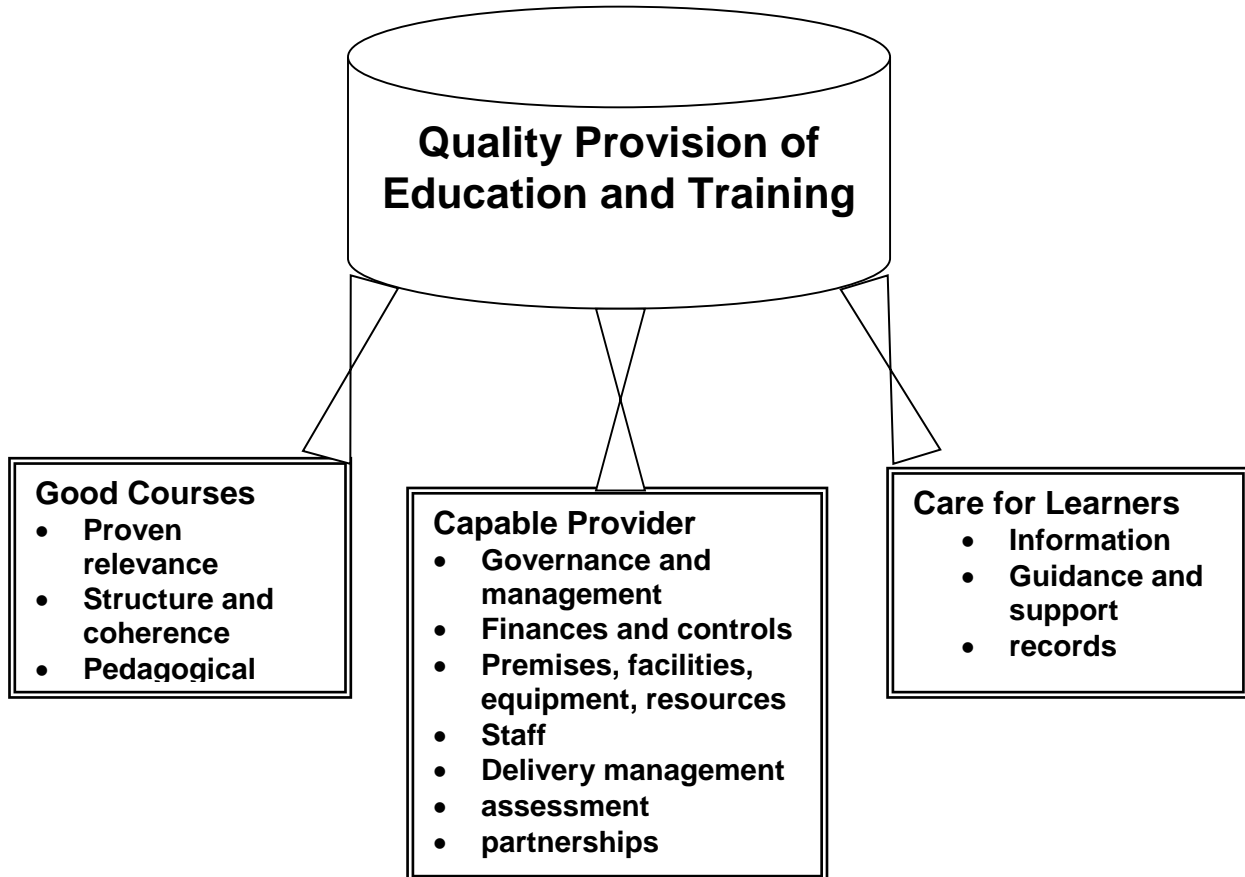 Quality Provision of
Education and Training
Good Courses
• Proven
relevance
• Structure and
coherence
• Pedagogical
Capable Provider
• Governance and
management
• Finances and controls
• Premises, facilities,
equipment, resources
• Staff
• Delivery management
• assessment
• partnerships
Care for Learners
• Information
• Guidance and
support
• records